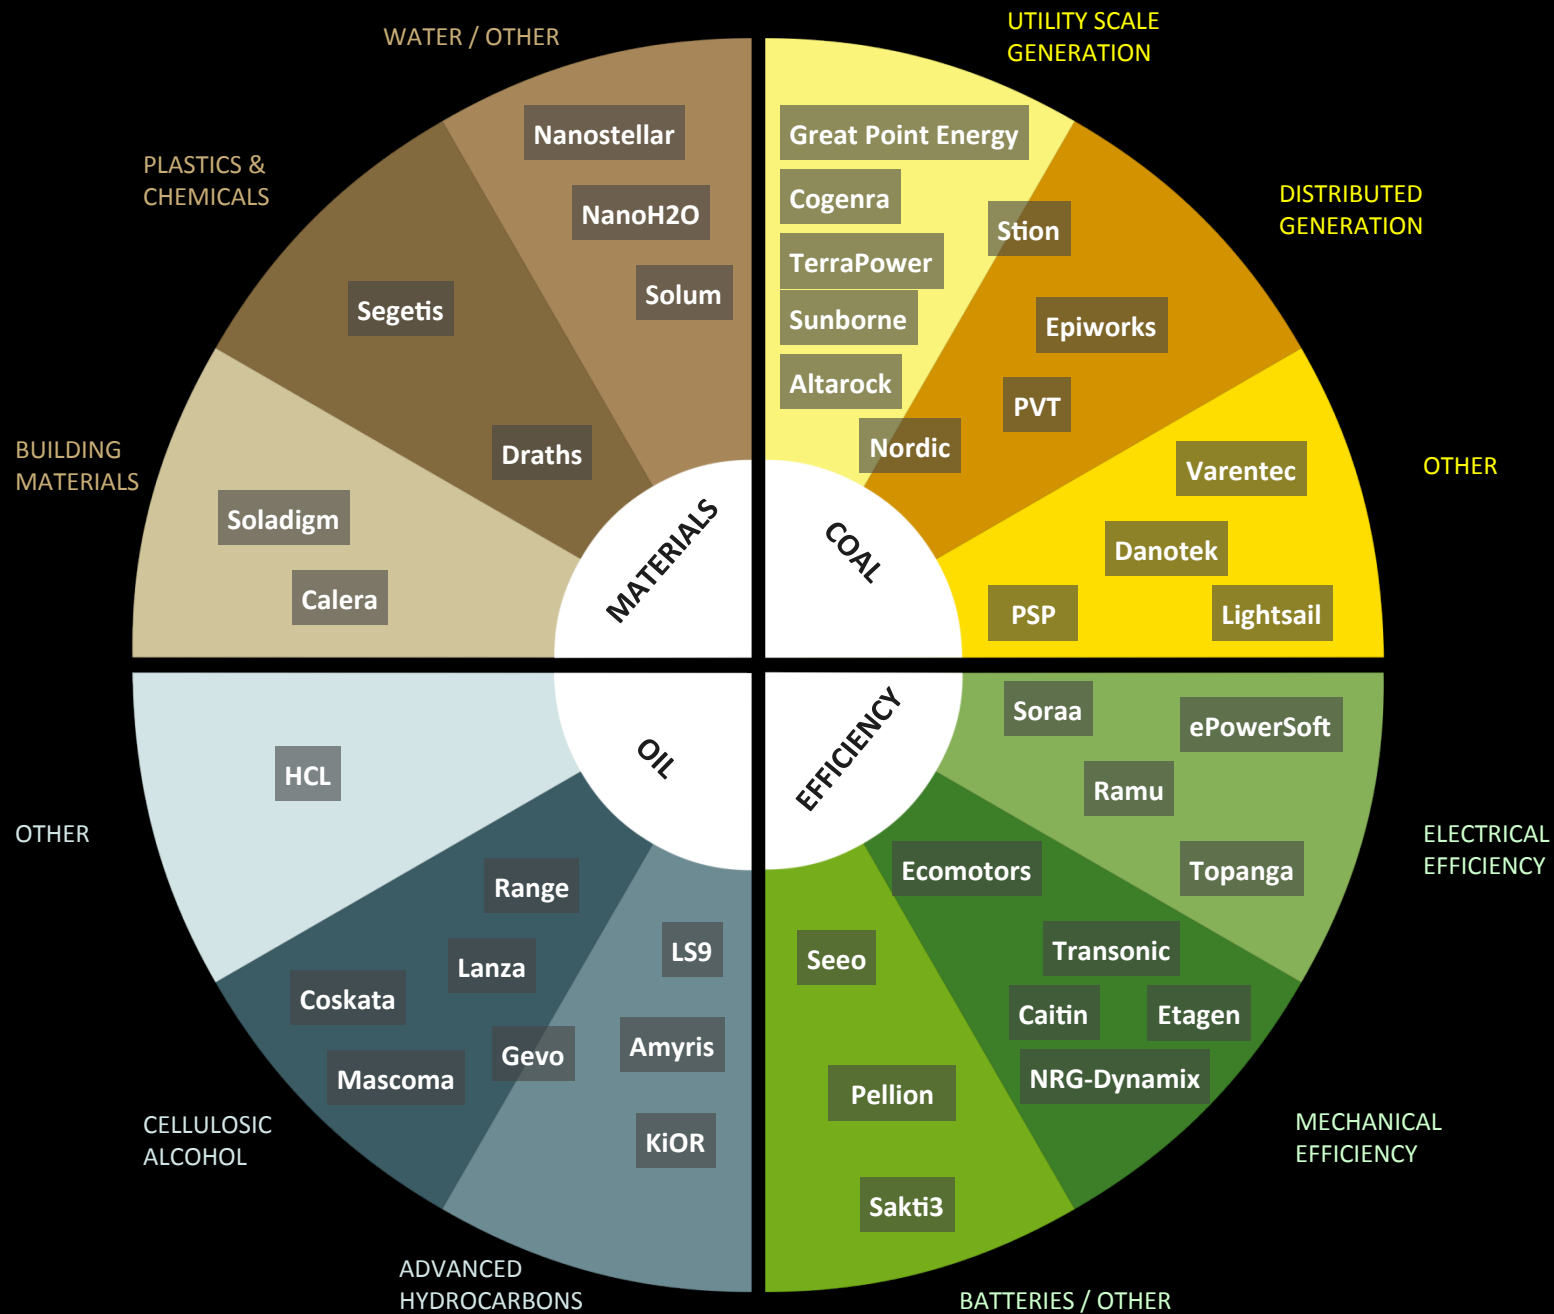 WATER / OTHER
UTILITY SCALE
GENERATION
PLASTICS &
CHEMICALS
DISTRIBUTED
GENERATION
BUILDING
MATERIALS
OTHER
Nanostellar
NanoH2O
Solum
Segetis
Draths
Soladigm
Calera
MATERIALS
Great Point Energy
Cogenra
TerraPower
Sunborne
Altarock
Nordic
Stion
Epiworks
PVT
Varentec
Danotek
PSP
Lightsail
COAL
OIL
HCL
Range
Lanza
Coskata
Mascoma
Gevo
LS9
Amyris
KiOR
OTHER
CELLULOSIC
ALCOHOL
ADVANCED
HYDROCARBONS
EFFICIENCY
Soraa
ePowerSoft
Ramu
Topanga
Ecomotors
Transonic
Caitin
Etagen
NRG-Dynamix
Seeo
Pellion
Sakti3
ELECTRICAL
EFFICIENCY
MECHANICAL
EFFICIENCY
BATTERIES / OTHER